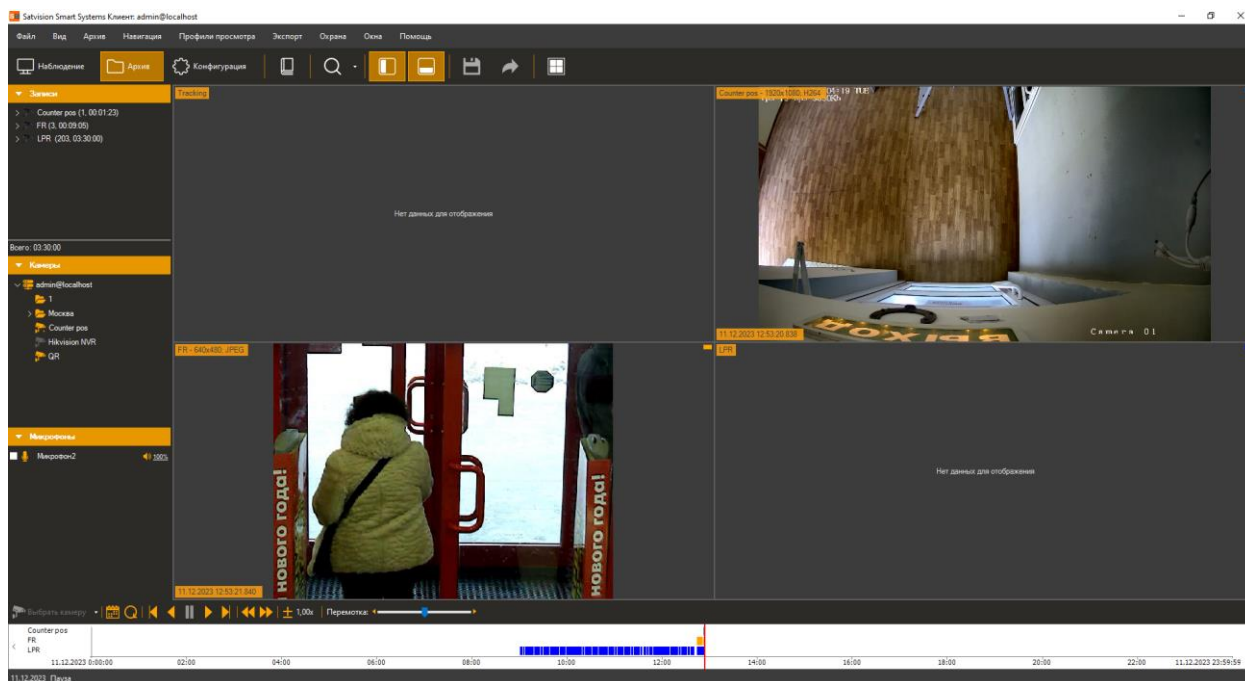 Satvision Smart Systems Клиент: admin@localhost
Файл Вид Архив Навигация Профили просмотра Экспорт Охрана Окна Помощь
Наблюдение Архив Конфигурация
Записи
Counter pos (1, 00:01:23)
FR (3, 00:09:05)
LPR (203, 03:30:00)
Всего: 03:30:00
Камеры
admin@localhost
1
Москва
Counter pos
Hikvision NVR
QR
Микрофоны
Микрофон2 100%
Tracking
Нет данных для отображения
Counter pos - 1920x1080; H264
ВЫХОД
Camera 01
11.12.2023 12:53:20.838
FR - 640x480; JPEG
НОВОГО ГОДА!
НОВОГО ГОДА!
11.12.2023 12:53:21.840
LPR
Нет данных для отображения
Выбрать камеру 1,00x Перемотка:
Counter pos
FR
LPR
11.12.2023 0:00:00 02:00 04:00 06:00 08:00 10:00 12:00 14:00 16:00 18:00 20:00 22:00 11.12.2023 23:59:59
11.12.2023 Пауза